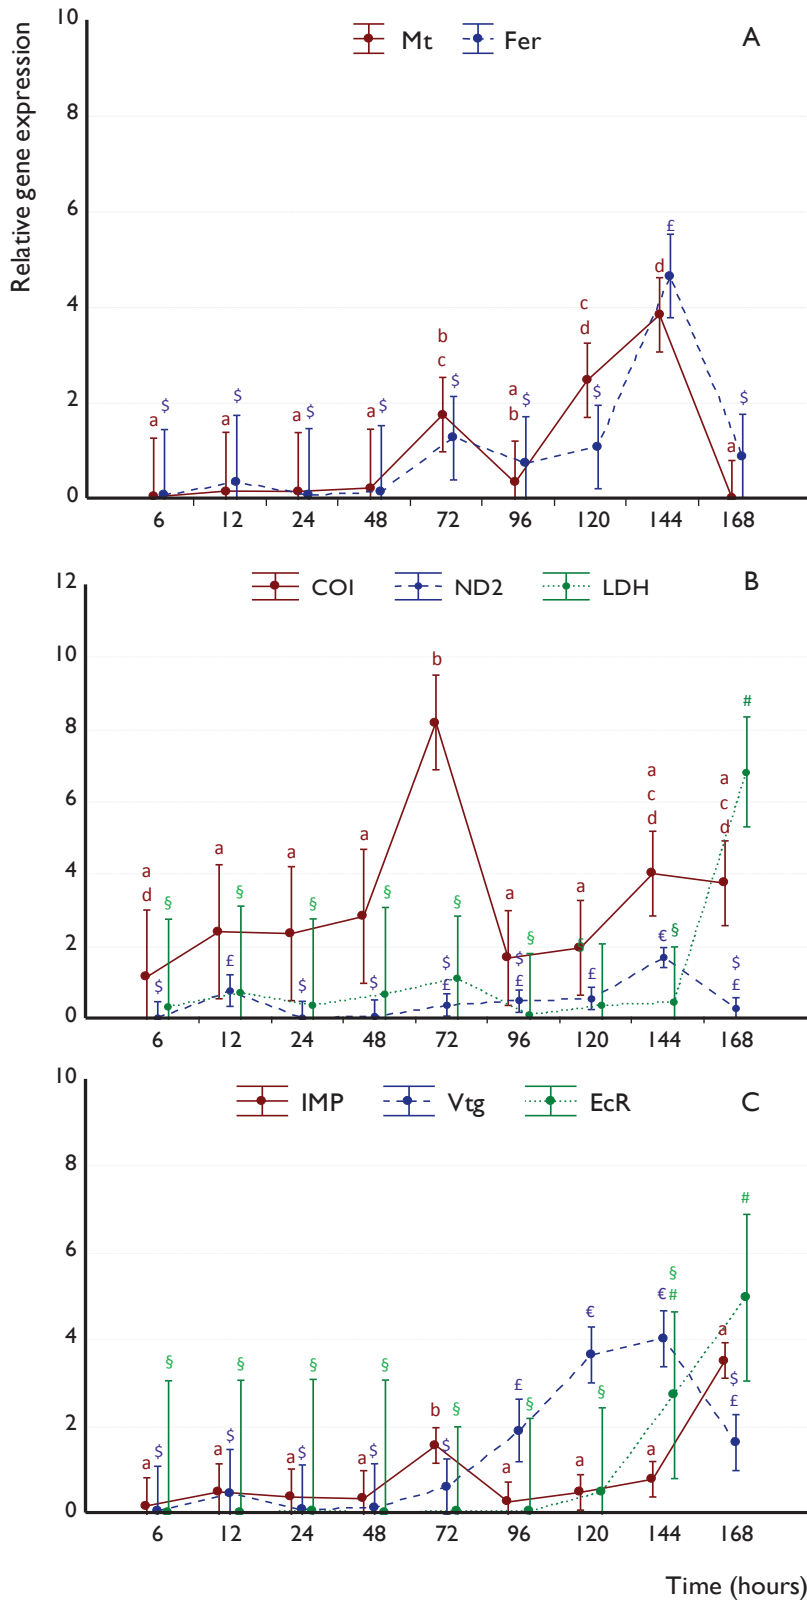 Relative gene expression
10
Mt Fer A
8
6
£
d
4
c
d
b
c
a
b
$ $ $
2
$ $ $ $
a a a a
a
0
6 12 24 48 72 96 120 144 168
12
COI ND2 LDH B
10
b
#
8
a
c
d
a
c
d
6
a a a
a
d
a a
4
§ § § § § § § §
€
$
£
$
£
$
£
2
$ £ $ $ £
0
6 12 24 48 72 96 120 144 168
10
IMP Vtg EcR C
8
#
6
§
#
€ €
a
4
§ § § §
§ § §
£
$
£
b
2
$ $ $ $ $
a a a a a a a
0
6 12 24 48 72 96 120 144 168
Time (hours)